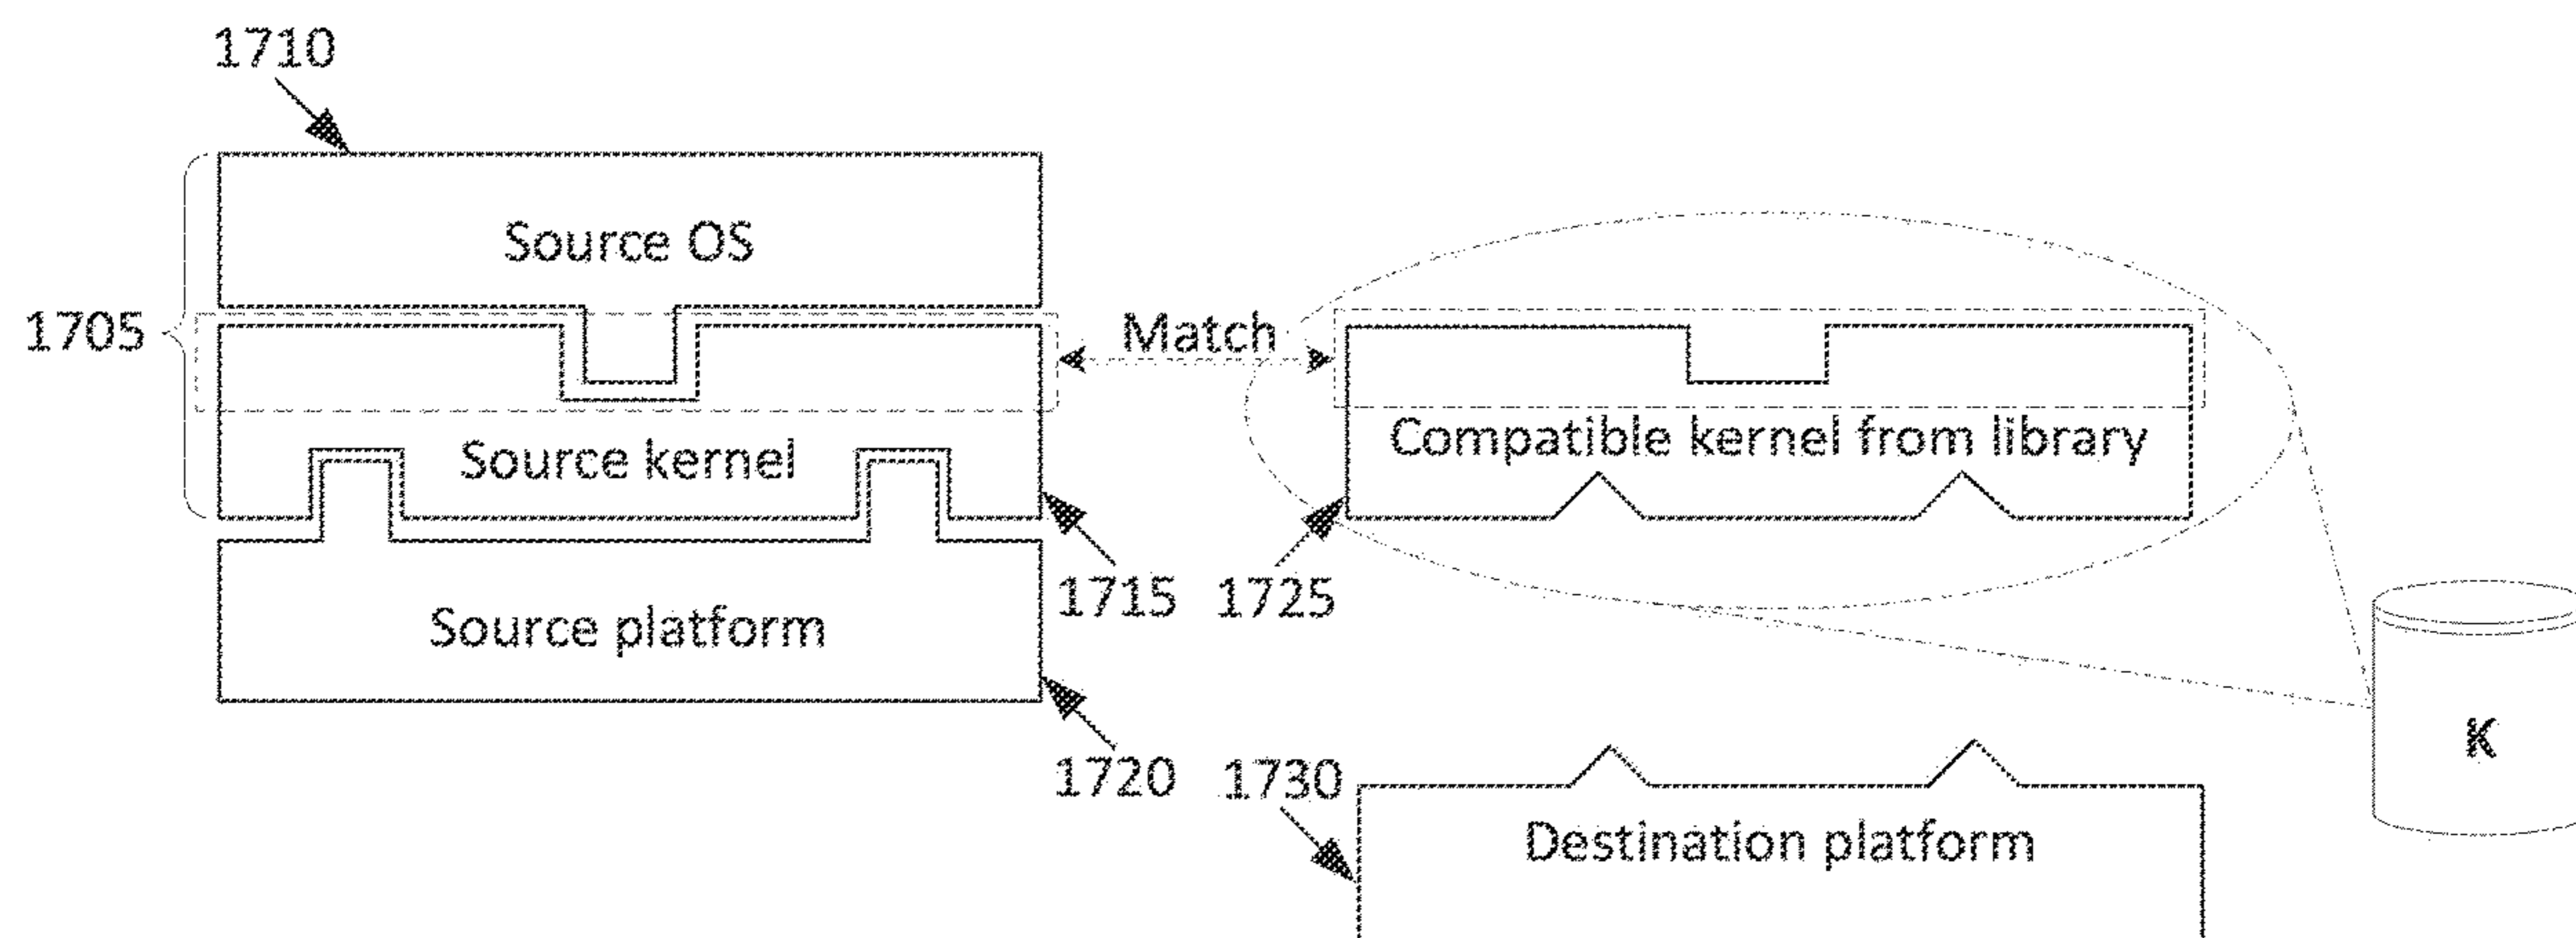 1710
Source OS
1705
Match
Source kernel
Compatible kernel from library
1715
1725
Source platform
K
1720
1730
Destination platform